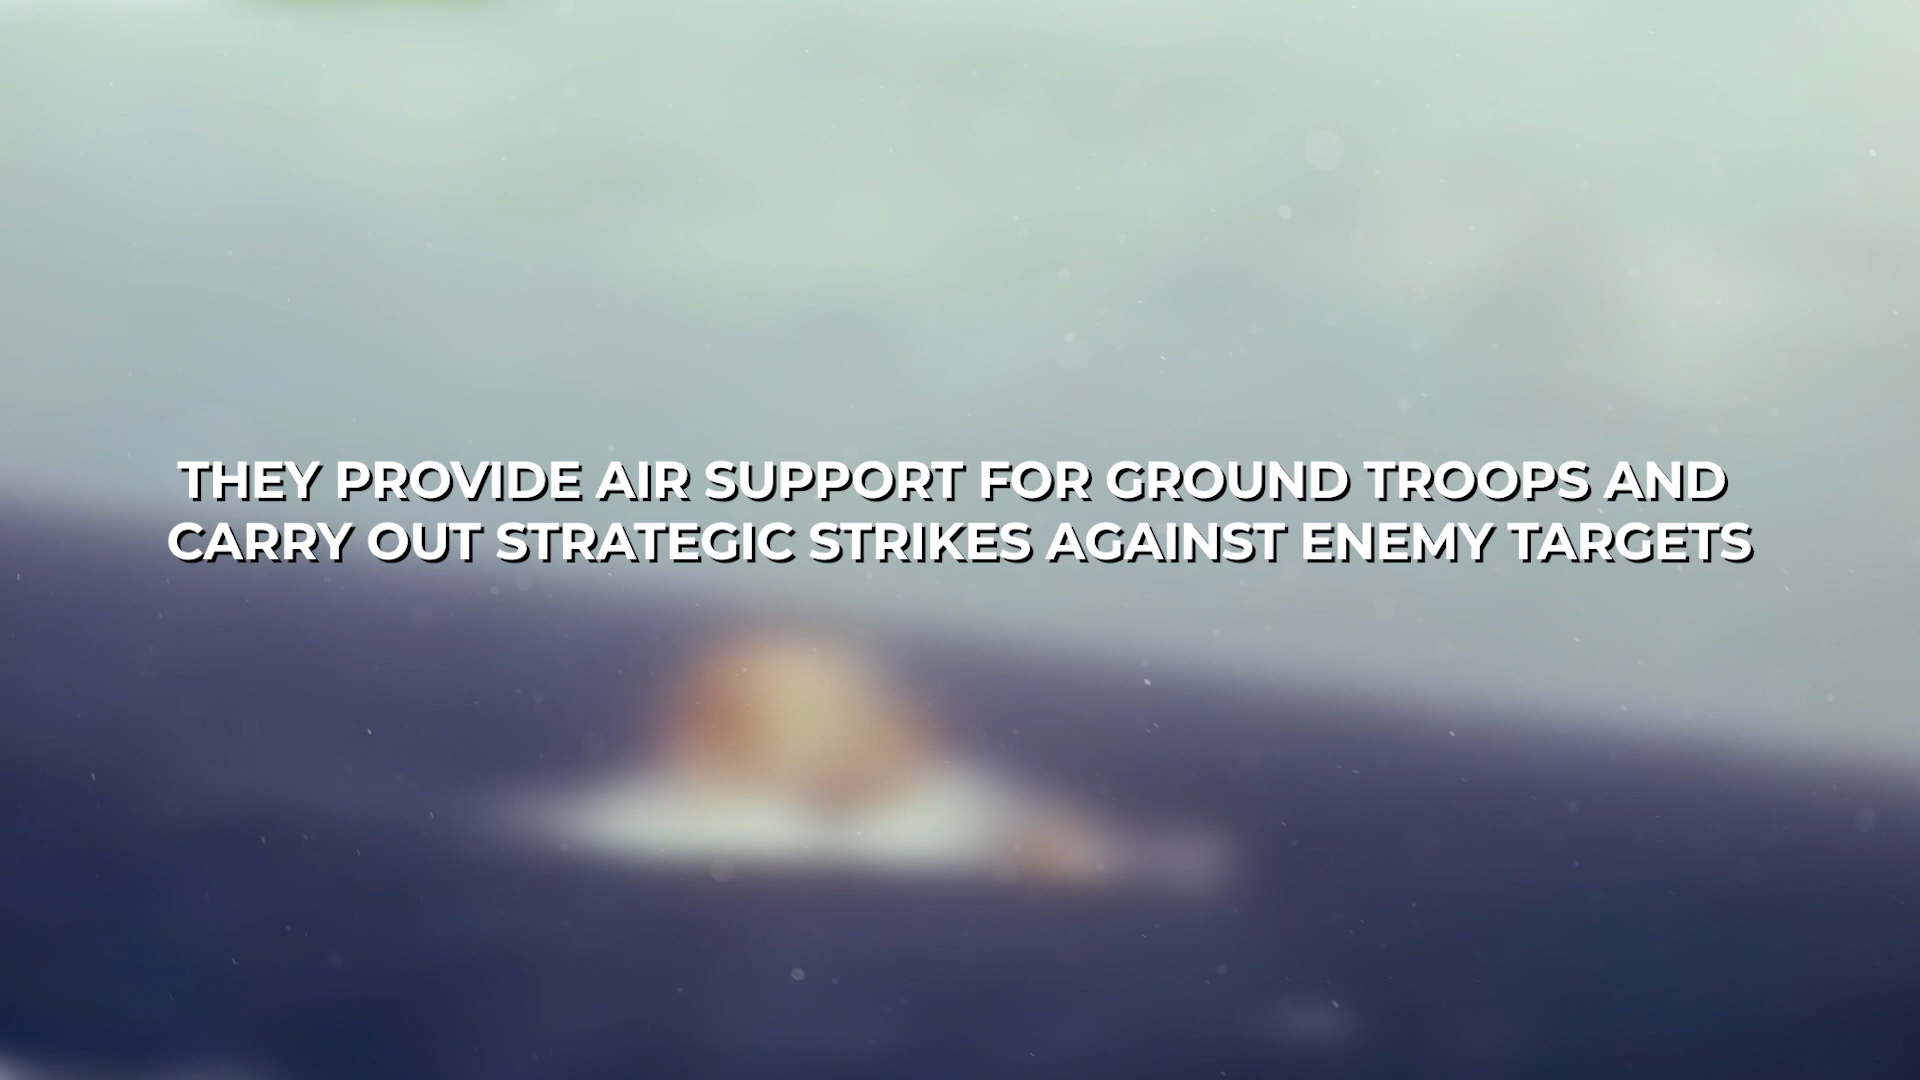 THEY PROVIDE AIR SUPPORT FOR GROUND TROOPS AND
CARRY OUT STRATEGIC STRIKES AGAINST ENEMY TARGETS